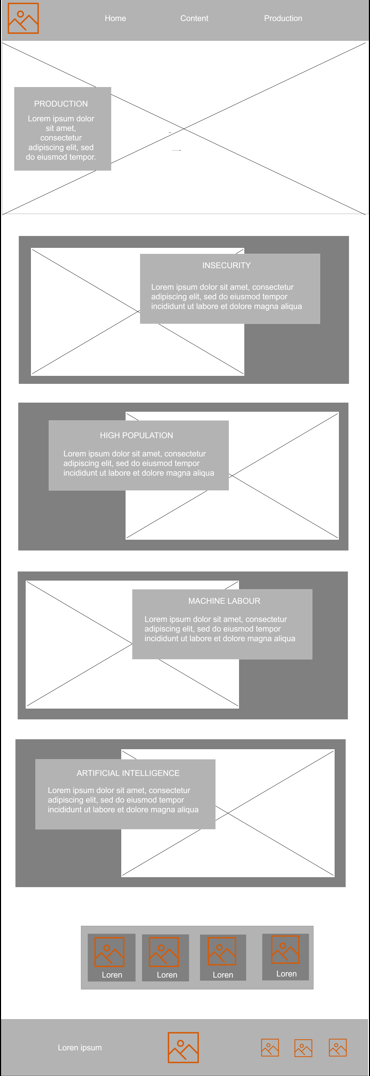 Home Content Production
PRODUCTION
Lorem ipsum dolor
sit amet,
consectetur
adipiscing elit, sed
do eiusmod tempor.
INSECURITY
Lorem ipsum dolor sit amet, consectetur
adipiscing elit, sed do eiusmod tempor
incididunt ut labore et dolore magna aliqua
HIGH POPULATION
Lorem ipsum dolor sit amet, consectetur
adipiscing elit, sed do eiusmod tempor
incididunt ut labore et dolore magna aliqua
MACHINE LABOUR
Lorem ipsum dolor sit amet, consectetur
adipiscing elit, sed do eiusmod tempor
incididunt ut labore et dolore magna aliqua
ARTIFICIAL INTELLIGENCE
Lorem ipsum dolor sit amet, consectetur
adipiscing elit, sed do eiusmod tempor
incididunt ut labore et dolore magna aliqua
Loren Loren Loren Loren
Lorem ipsum